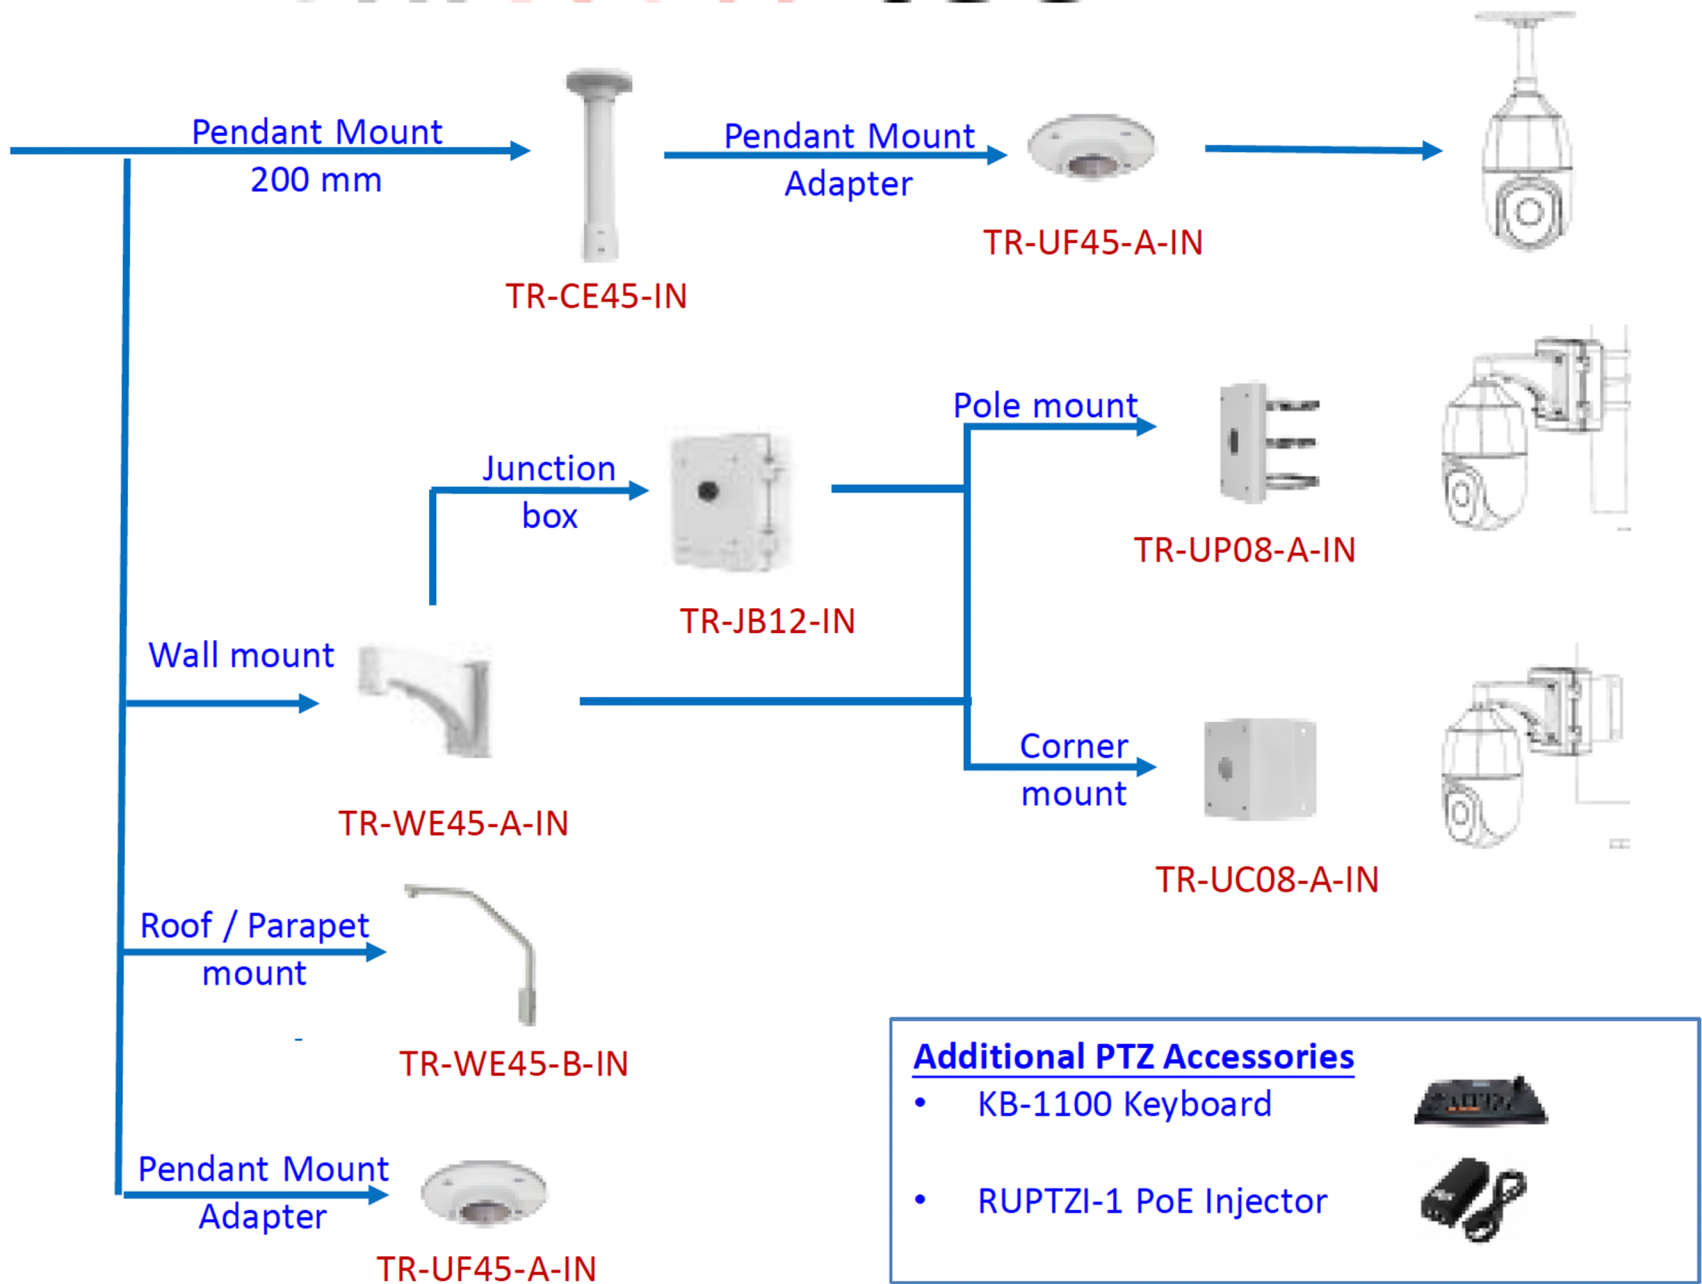 Pendant Mount
200 mm
Pendant Mount
Adapter
TR-UF45-A-IN
TR-CE45-IN
Pole mount
Junction
box
TR-UP08-A-IN
TR-JB12-IN
Wall mount
Corner
mount
TR-WE45-A-IN
TR-UC08-A-IN
Roof / Parapet
mount
-
TR-WE45-B-IN
Pendant Mount
Adapter
TR-UF45-A-IN
Additional PTZ Accessories
• KB-1100 Keyboard
• RUPTZI-1 PoE Injector